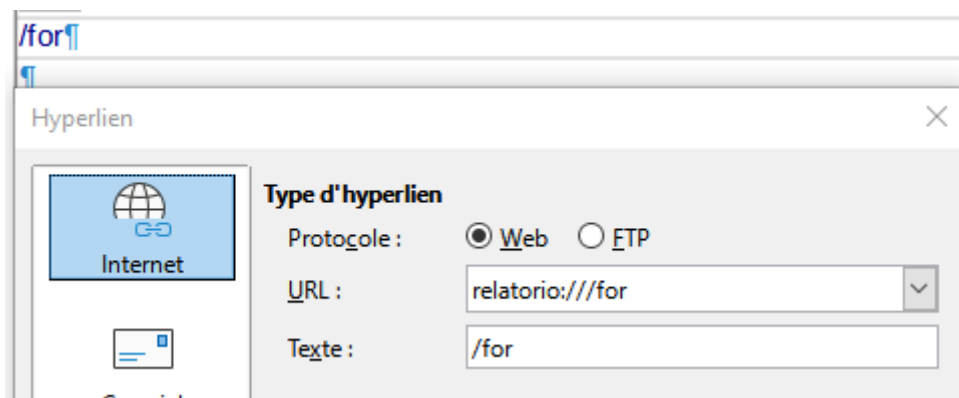 /for¶
¶
Hyperlien
Type d'hyperlien
Protocole : Web FTP
Internet
URL : relatorio:///for
Texte : /for